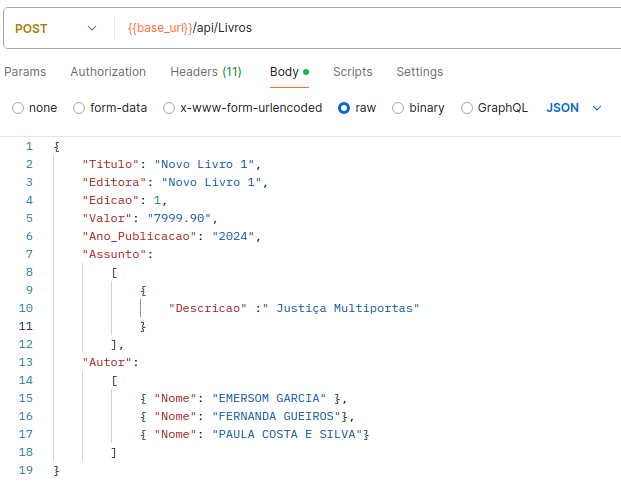 POST {{base_url}}/api/Livros
Params Authorization Headers (11) Body Scripts Settings
none form-data x-www-form-urlencoded raw binary GraphQL JSON
1 {
2 "Titulo": "Novo Livro 1",
3 "Editora": "Novo Livro 1",
4 "Edicao": 1,
5 "Valor": "7999.90",
6 "Ano_Publicacao": "2024",
7 "Assunto":
8 [
9 {
10 "Descricao" :" Justiça Multiportas"
11 }
12 ],
13 "Autor":
14 [
15 { "Nome": "EMERSOM GARCIA" },
16 { "Nome": "FERNANDA GUEIROS"},
17 { "Nome": "PAULA COSTA E SILVA"}
18 ]
19 }